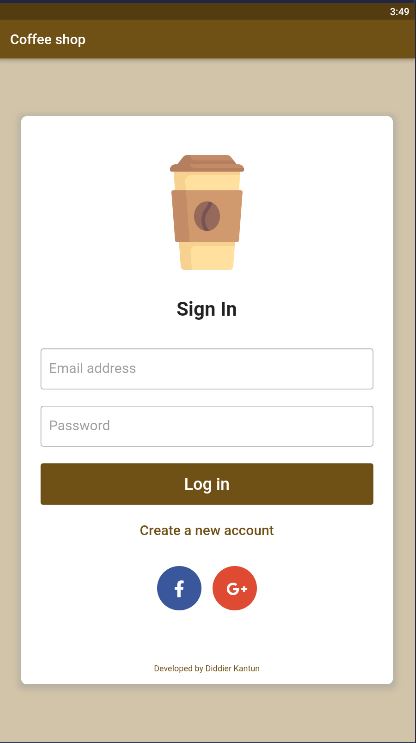 3:49
Coffee shop
Sign In
Email address
Password
Log in
Create a new account
f G+
Developed by Diddier Kantun